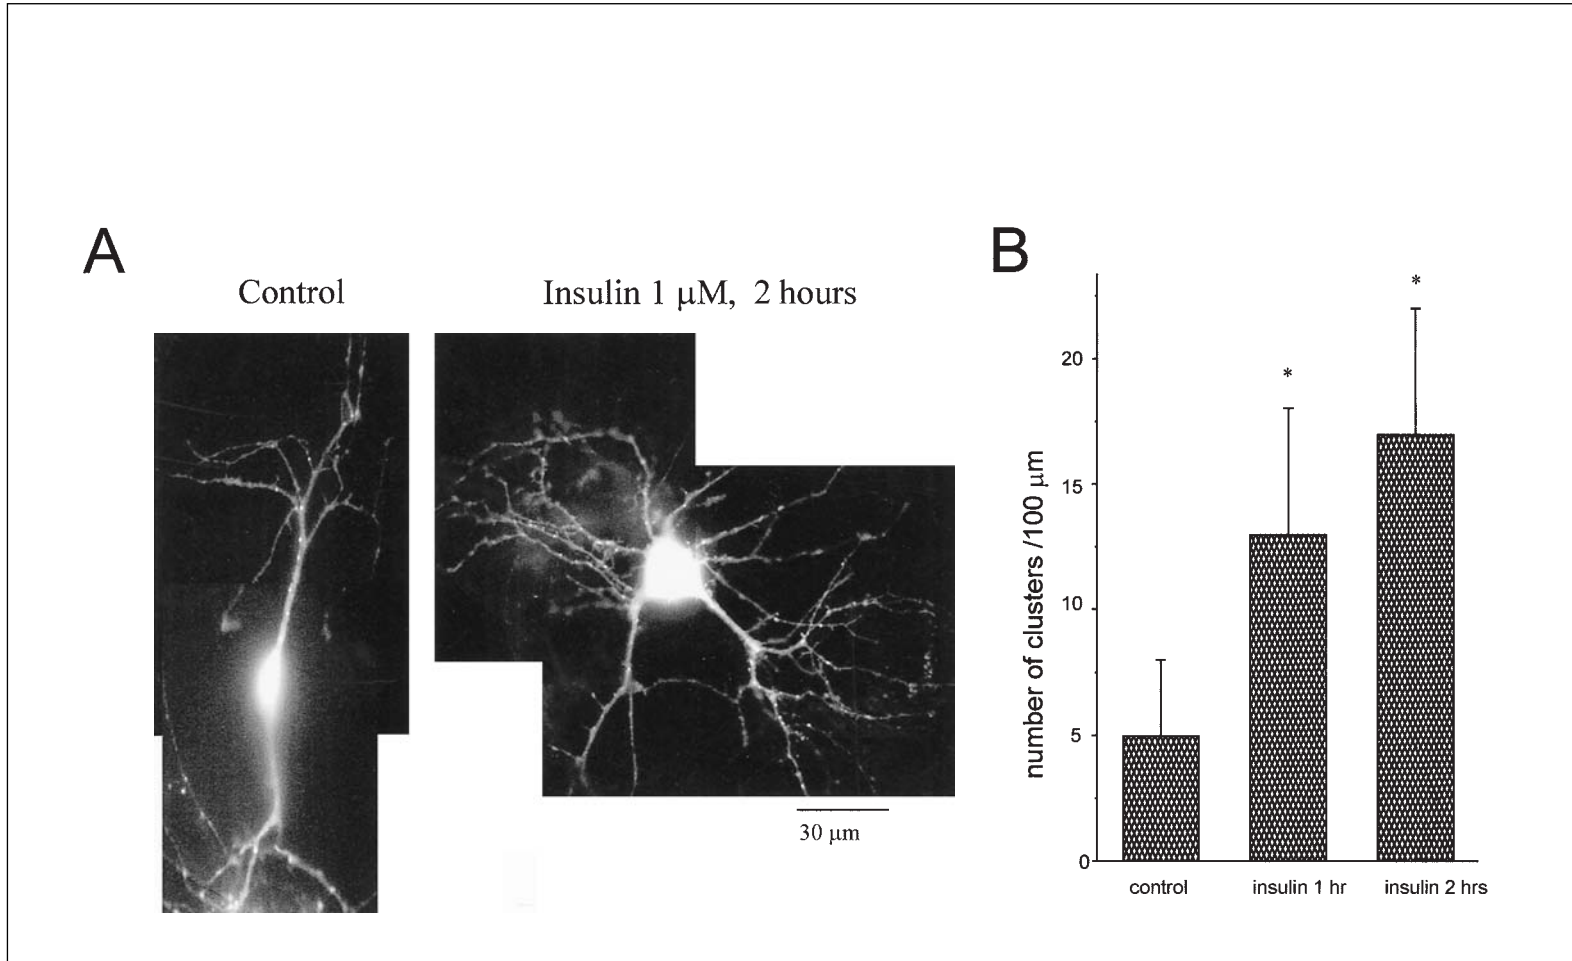 A
Control
Insulin 1 μM, 2 hours
30 μm
B
number of clusters /100 μm
20
15
10
5
0
*
*
control
insulin 1 hr
insulin 2 hrs